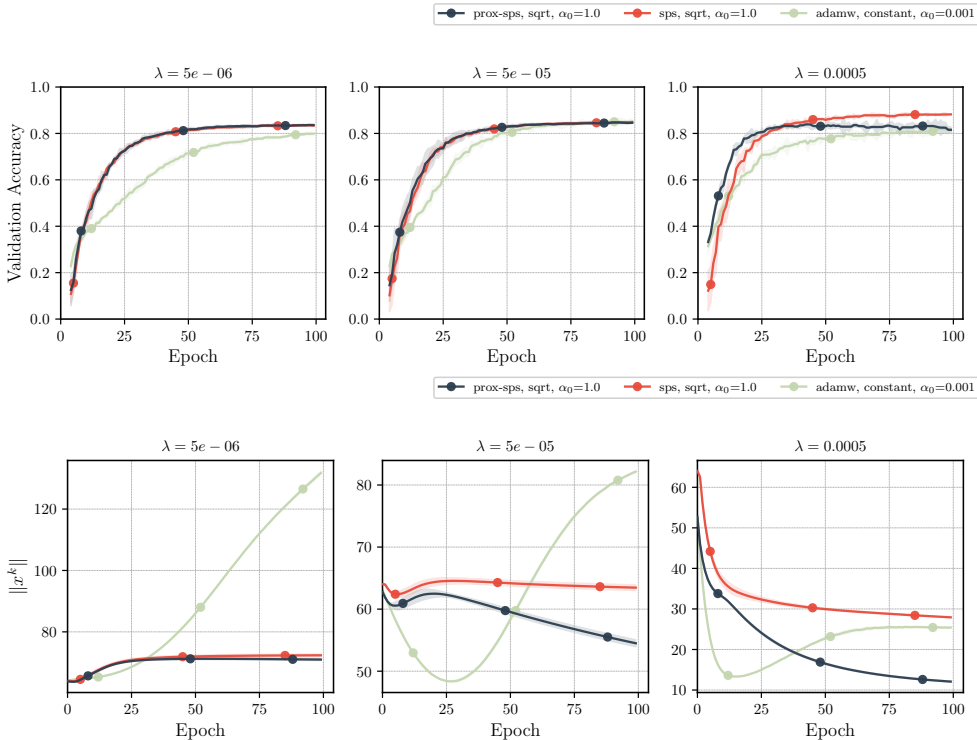 prox-sps, sqrt, α₀=1.0 sps, sqrt, α₀=1.0 adamw, constant, α₀=0.001
λ = 5e − 06 λ = 5e − 05 λ = 0.0005
Validation Accuracy
1.0 1.0 1.0
0.8 0.8 0.8
0.6 0.6 0.6
0.4 0.4 0.4
0.2 0.2 0.2
0.0 0.0 0.0
0 25 50 75 100 0 25 50 75 100 0 25 50 75 100
Epoch Epoch Epoch
prox-sps, sqrt, α₀=1.0 sps, sqrt, α₀=1.0 adamw, constant, α₀=0.001
λ = 5e − 06 λ = 5e − 05 λ = 0.0005
‖xᵏ‖
120 80 60
100 70 50
80 60 40
50 30
20
10
0 25 50 75 100 0 25 50 75 100 0 25 50 75 100
Epoch Epoch Epoch